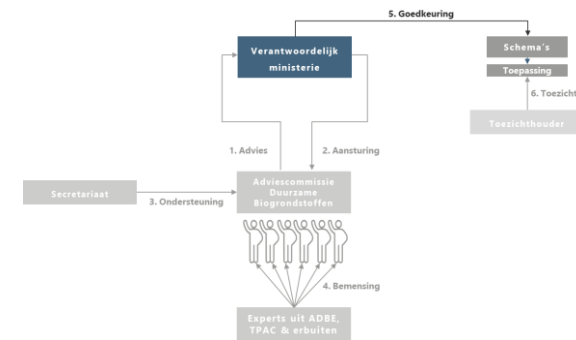 5. Goedkeuring
Verantwoordelijk
ministerie
Schema's
Toepassing
6. Toezicht
Toezichthouder
1. Advies
2. Aansturing
Secretariaat
3. Ondersteuning
Adviescommissie
Duurzame
Biogrondstoffen
4. Bemensing
Experts uit ADBE,
TPAC & erbuiten